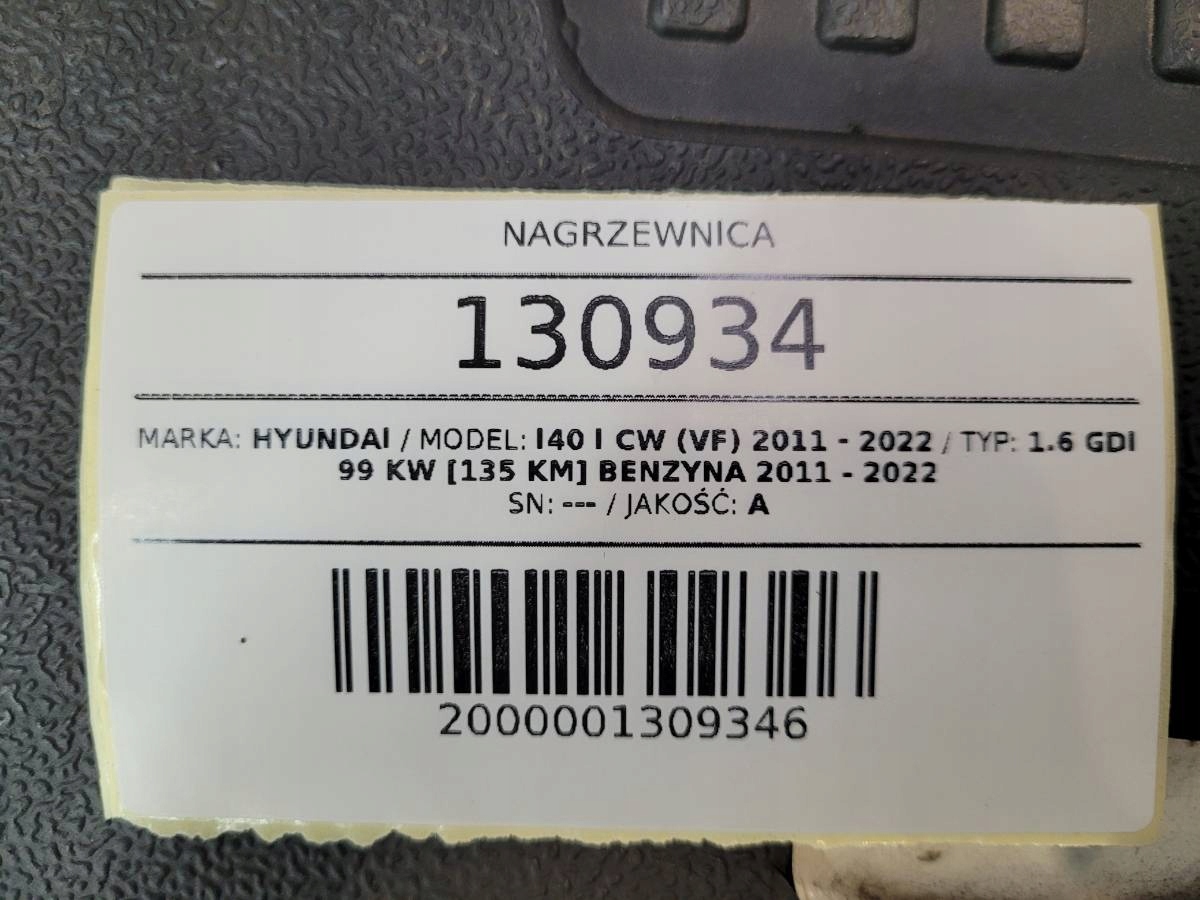 NAGRZEWNICA
130934
MARKA: HYUNDAI / MODEL: I40 I CW (VF) 2011 - 2022 / TYP: 1.6 GDI
99 KW [135 KM] BENZYNA 2011 - 2022
SN: --- / JAKOŚĆ: A
2000001309346